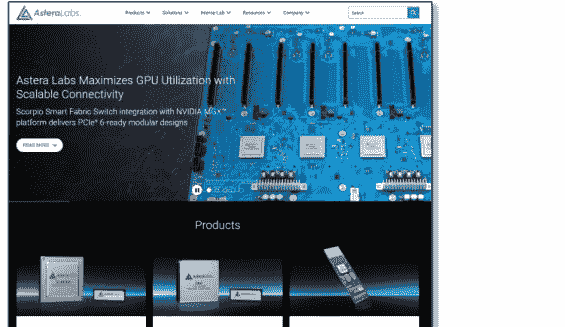 AsteraLabs.
Products Solutions Interop Lab Resources Company Search
Astera Labs Maximizes GPU Utilization with
Scalable Connectivity
Scorpio Smart Fabric Switch integration with NVIDIA MGX™
platform delivers PCIe® 6-ready modular designs
READ MORE
Products